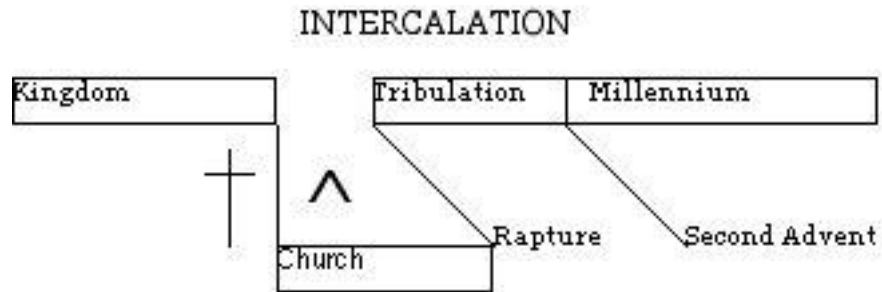 INTERCALATION
Kingdom Tribulation Millennium
Rapture Second Advent
Church